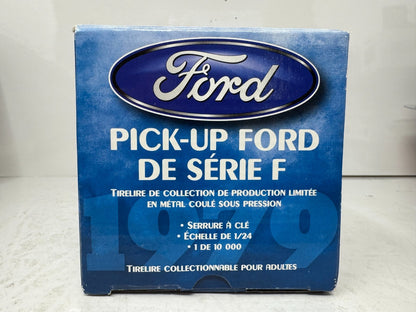 Ford
PICK-UP FORD
DE SÉRIE F
TIRELIRE DE COLLECTION DE PRODUCTION LIMITÉE
EN MÉTAL COULÉ SOUS PRESSION
• SERRURE À CLÉ
• ÉCHELLE DE 1/24
• 1 DE 10 000
1979
TIRELIRE COLLECTIONNABLE POUR ADULTES